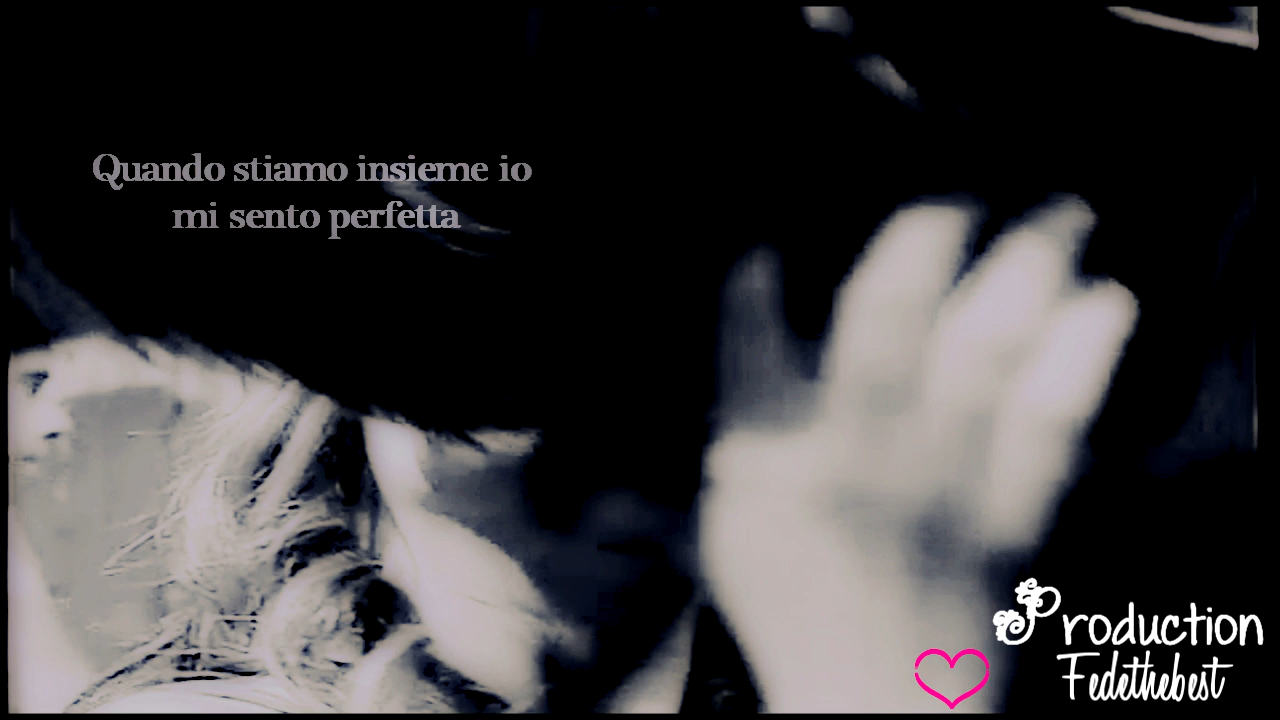 Quando stiamo insieme io
mi sento perfetta
Production
Fedethebest